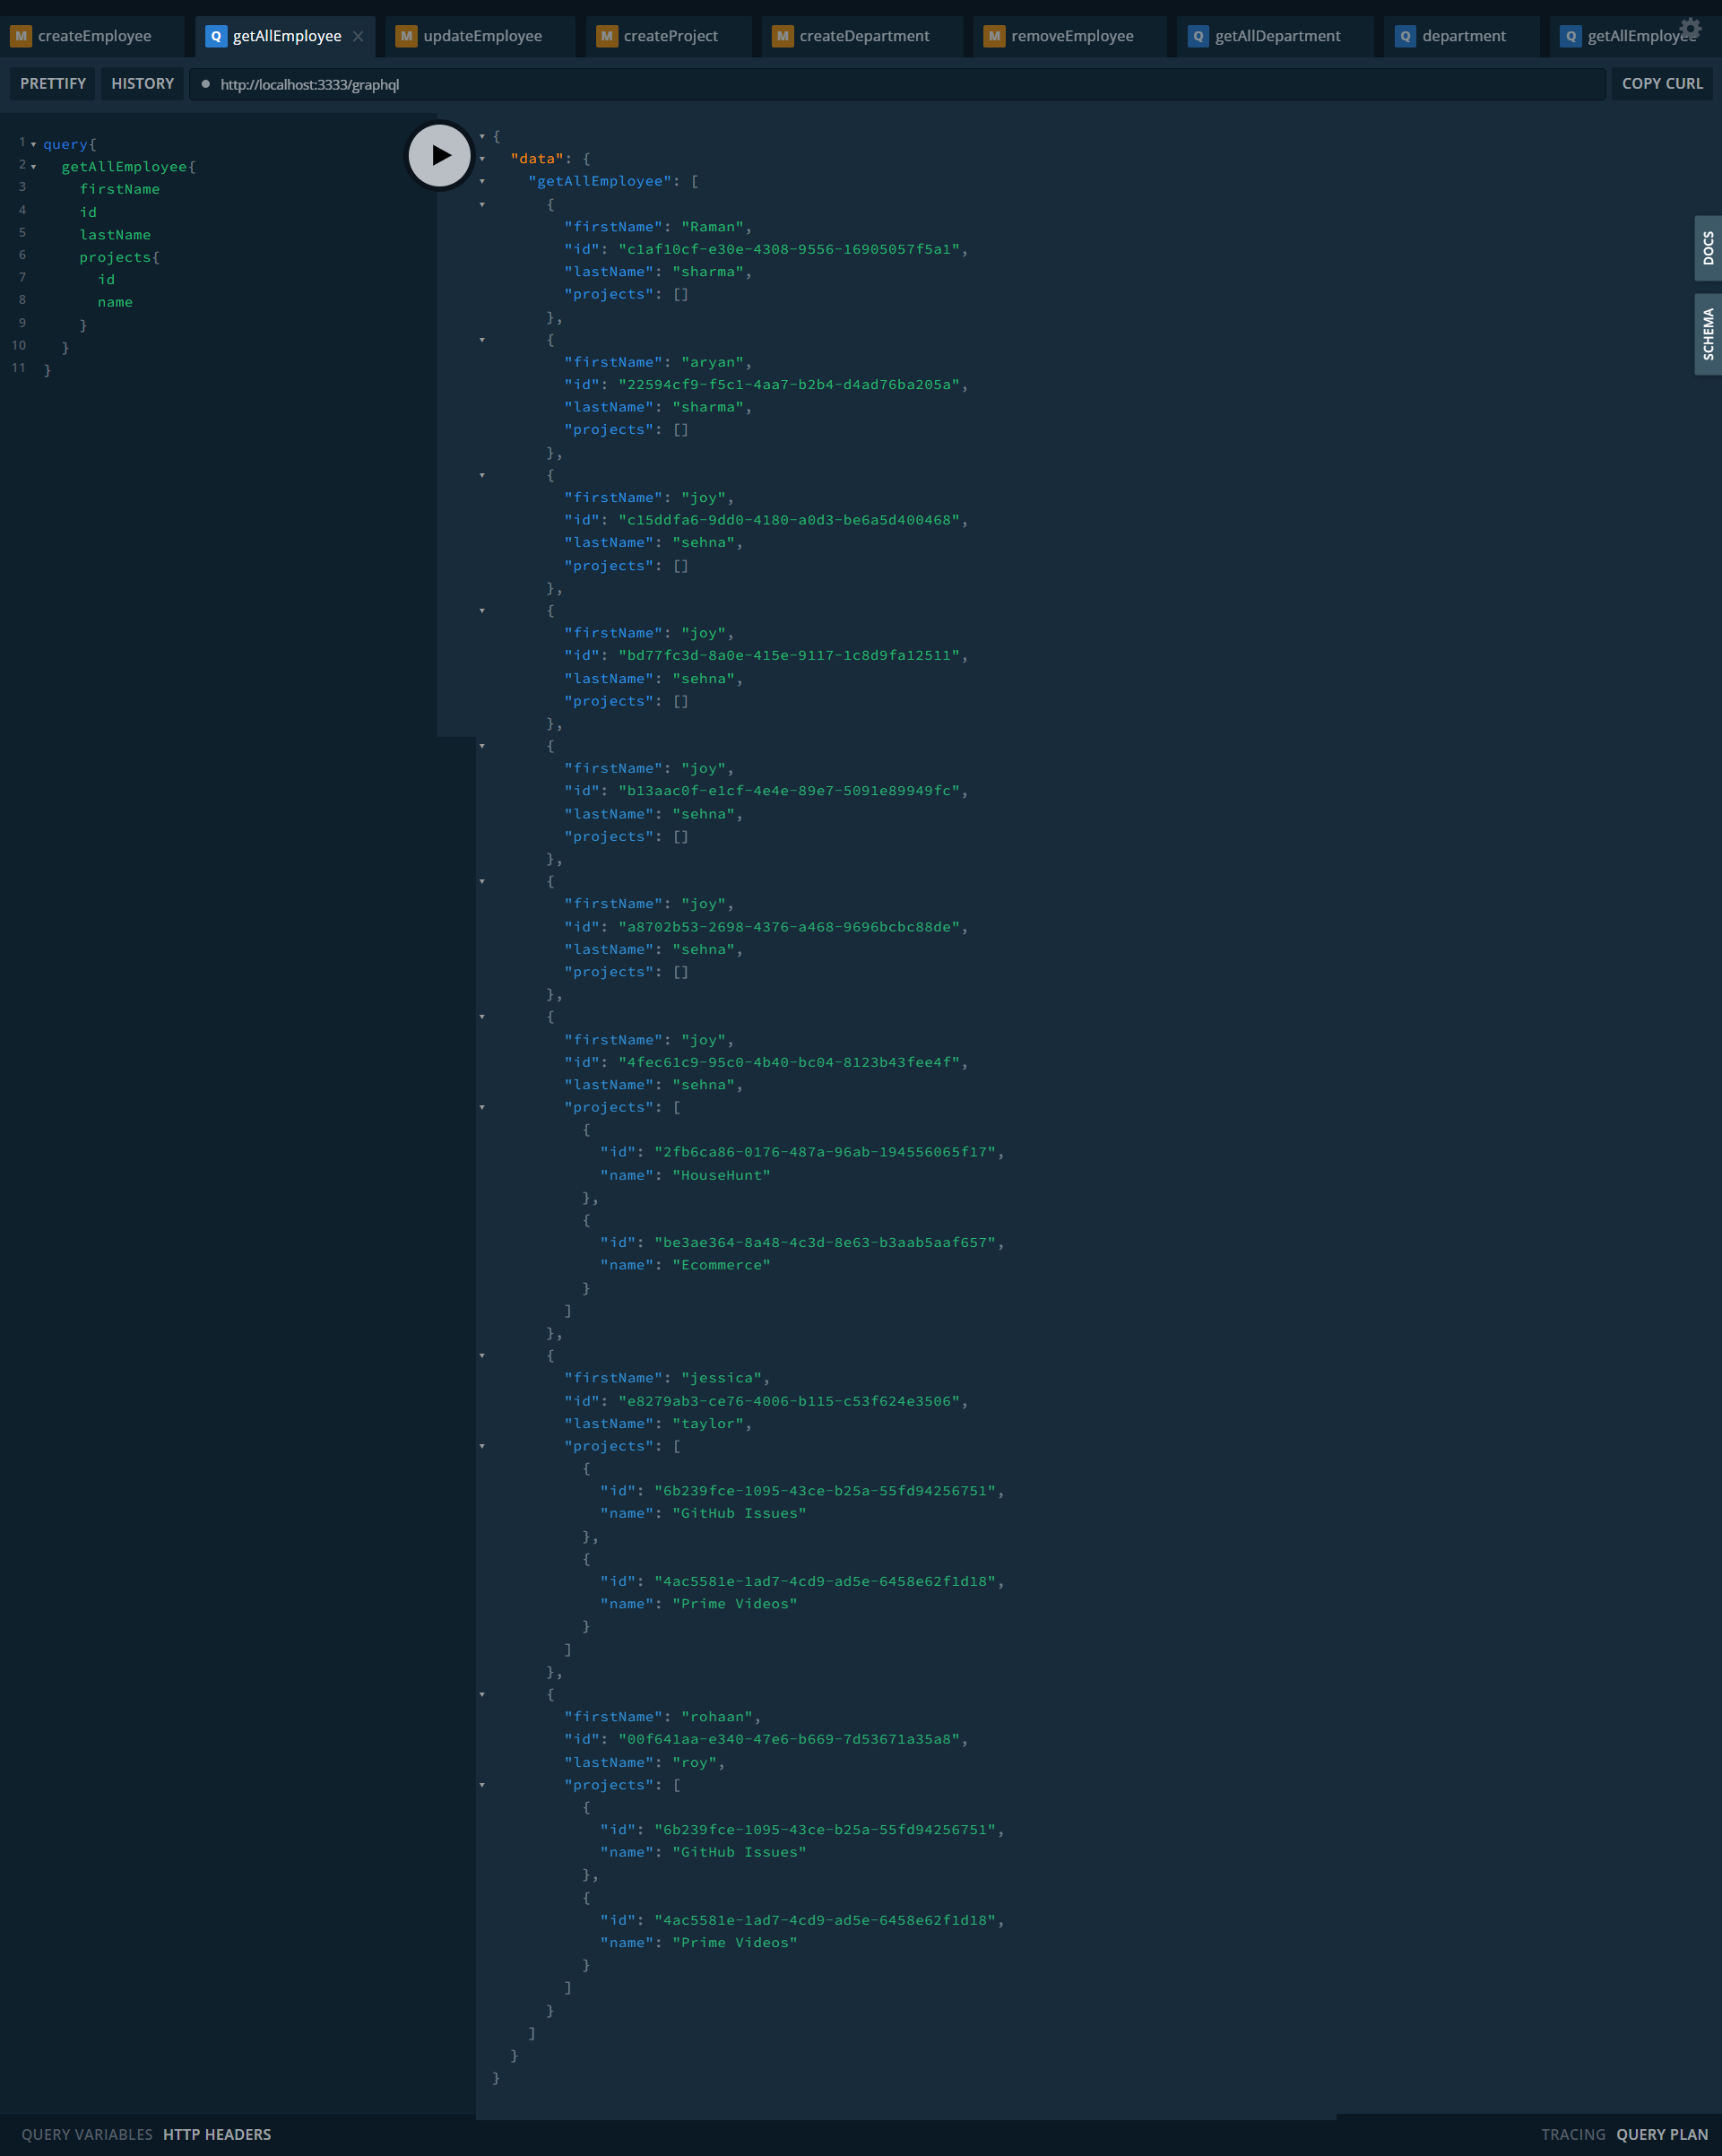 M createEmployee Q getAllEmployee × M updateEmployee M createProject M createDepartment M removeEmployee Q getAllDepartment Q department Q getAllEmployee
PRETTIFY HISTORY http://localhost:3333/graphql COPY CURL
1 query{
2 getAllEmployee{
3 firstName
4 id
5 lastName
6 projects{
7 id
8 name
9 }
10 }
11 }
{
"data": {
"getAllEmployee": [
{
"firstName": "Raman",
"id": "c1af10cf-e30e-4308-9556-16905057f5a1",
"lastName": "sharma",
"projects": []
},
{
"firstName": "aryan",
"id": "22594cf9-f5c1-4aa7-b2b4-d4ad76ba205a",
"lastName": "sharma",
"projects": []
},
{
"firstName": "joy",
"id": "c15ddfa6-9dd0-4180-a0d3-be6a5d400468",
"lastName": "sehna",
"projects": []
},
{
"firstName": "joy",
"id": "bd77fc3d-8a0e-415e-9117-1c8d9fa12511",
"lastName": "sehna",
"projects": []
},
{
"firstName": "joy",
"id": "b13aac0f-e1cf-4e4e-89e7-5091e89949fc",
"lastName": "sehna",
"projects": []
},
{
"firstName": "joy",
"id": "a8702b53-2698-4376-a468-9696bcbc88de",
"lastName": "sehna",
"projects": []
},
{
"firstName": "joy",
"id": "4fec61c9-95c0-4b40-bc04-8123b43fee4f",
"lastName": "sehna",
"projects": [
{
"id": "2fb6ca86-0176-487a-96ab-194556065f17",
"name": "HouseHunt"
},
{
"id": "be3ae364-8a48-4c3d-8e63-b3aab5aaf657",
"name": "Ecommerce"
}
]
},
{
"firstName": "jessica",
"id": "e8279ab3-ce76-4006-b115-c53f624e3506",
"lastName": "taylor",
"projects": [
{
"id": "6b239fce-1095-43ce-b25a-55fd94256751",
"name": "GitHub Issues"
},
{
"id": "4ac5581e-1ad7-4cd9-ad5e-6458e62f1d18",
"name": "Prime Videos"
}
]
},
{
"firstName": "rohaan",
"id": "00f641aa-e340-47e6-b669-7d53671a35a8",
"lastName": "roy",
"projects": [
{
"id": "6b239fce-1095-43ce-b25a-55fd94256751",
"name": "GitHub Issues"
},
{
"id": "4ac5581e-1ad7-4cd9-ad5e-6458e62f1d18",
"name": "Prime Videos"
}
]
}
]
}
}
DOCS
SCHEMA
QUERY VARIABLES HTTP HEADERS TRACING QUERY PLAN